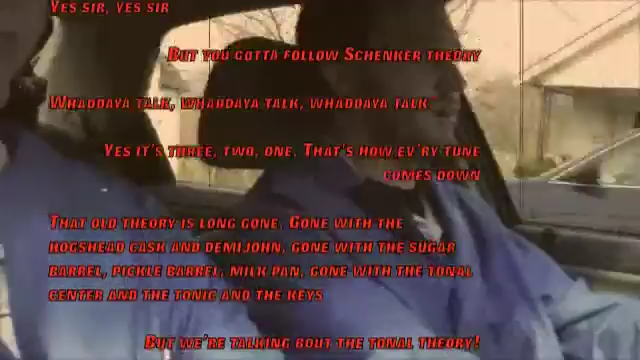 Yes sir, yes sir
But you gotta follow Schenker theory
Whaddaya talk, whaddaya talk, whaddaya talk
Yes it's three, two, one, That's how ev'ry tune
comes down
That old theory is long gone, Gone with the
hogshead cask and demijohn, gone with the sugar
barrel, pickle barrel, milk pan, gone with the tonal
center and the tonic and the keys
But we're talking bout the tonal theory!